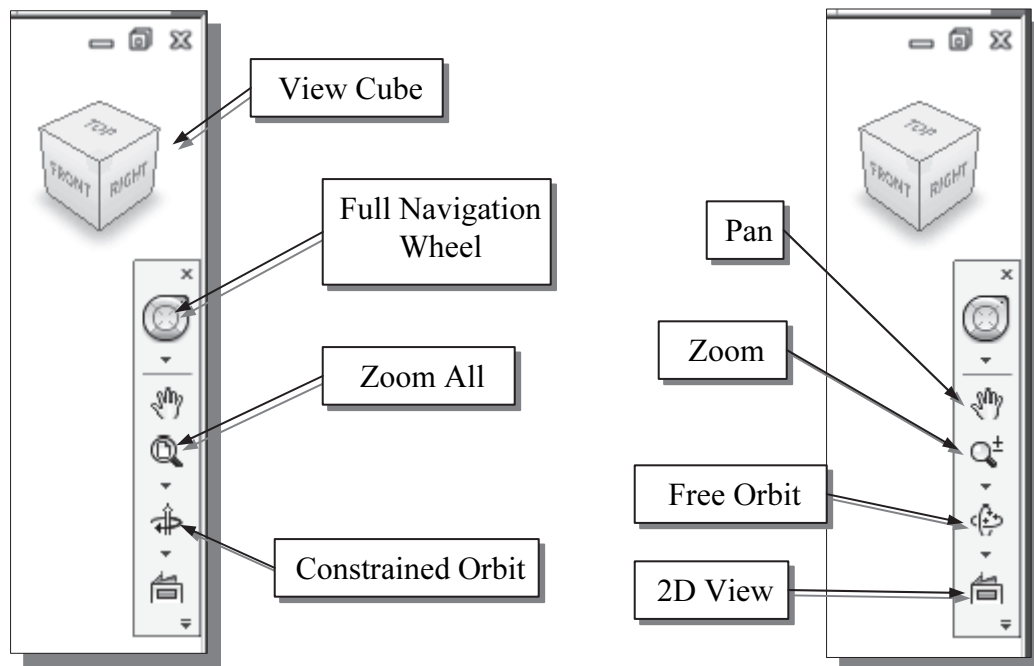 View Cube
TOP
FRONT
RIGHT
Full Navigation
Wheel
Zoom All
Constrained Orbit
TOP
FRONT
RIGHT
Pan
Zoom
Free Orbit
2D View